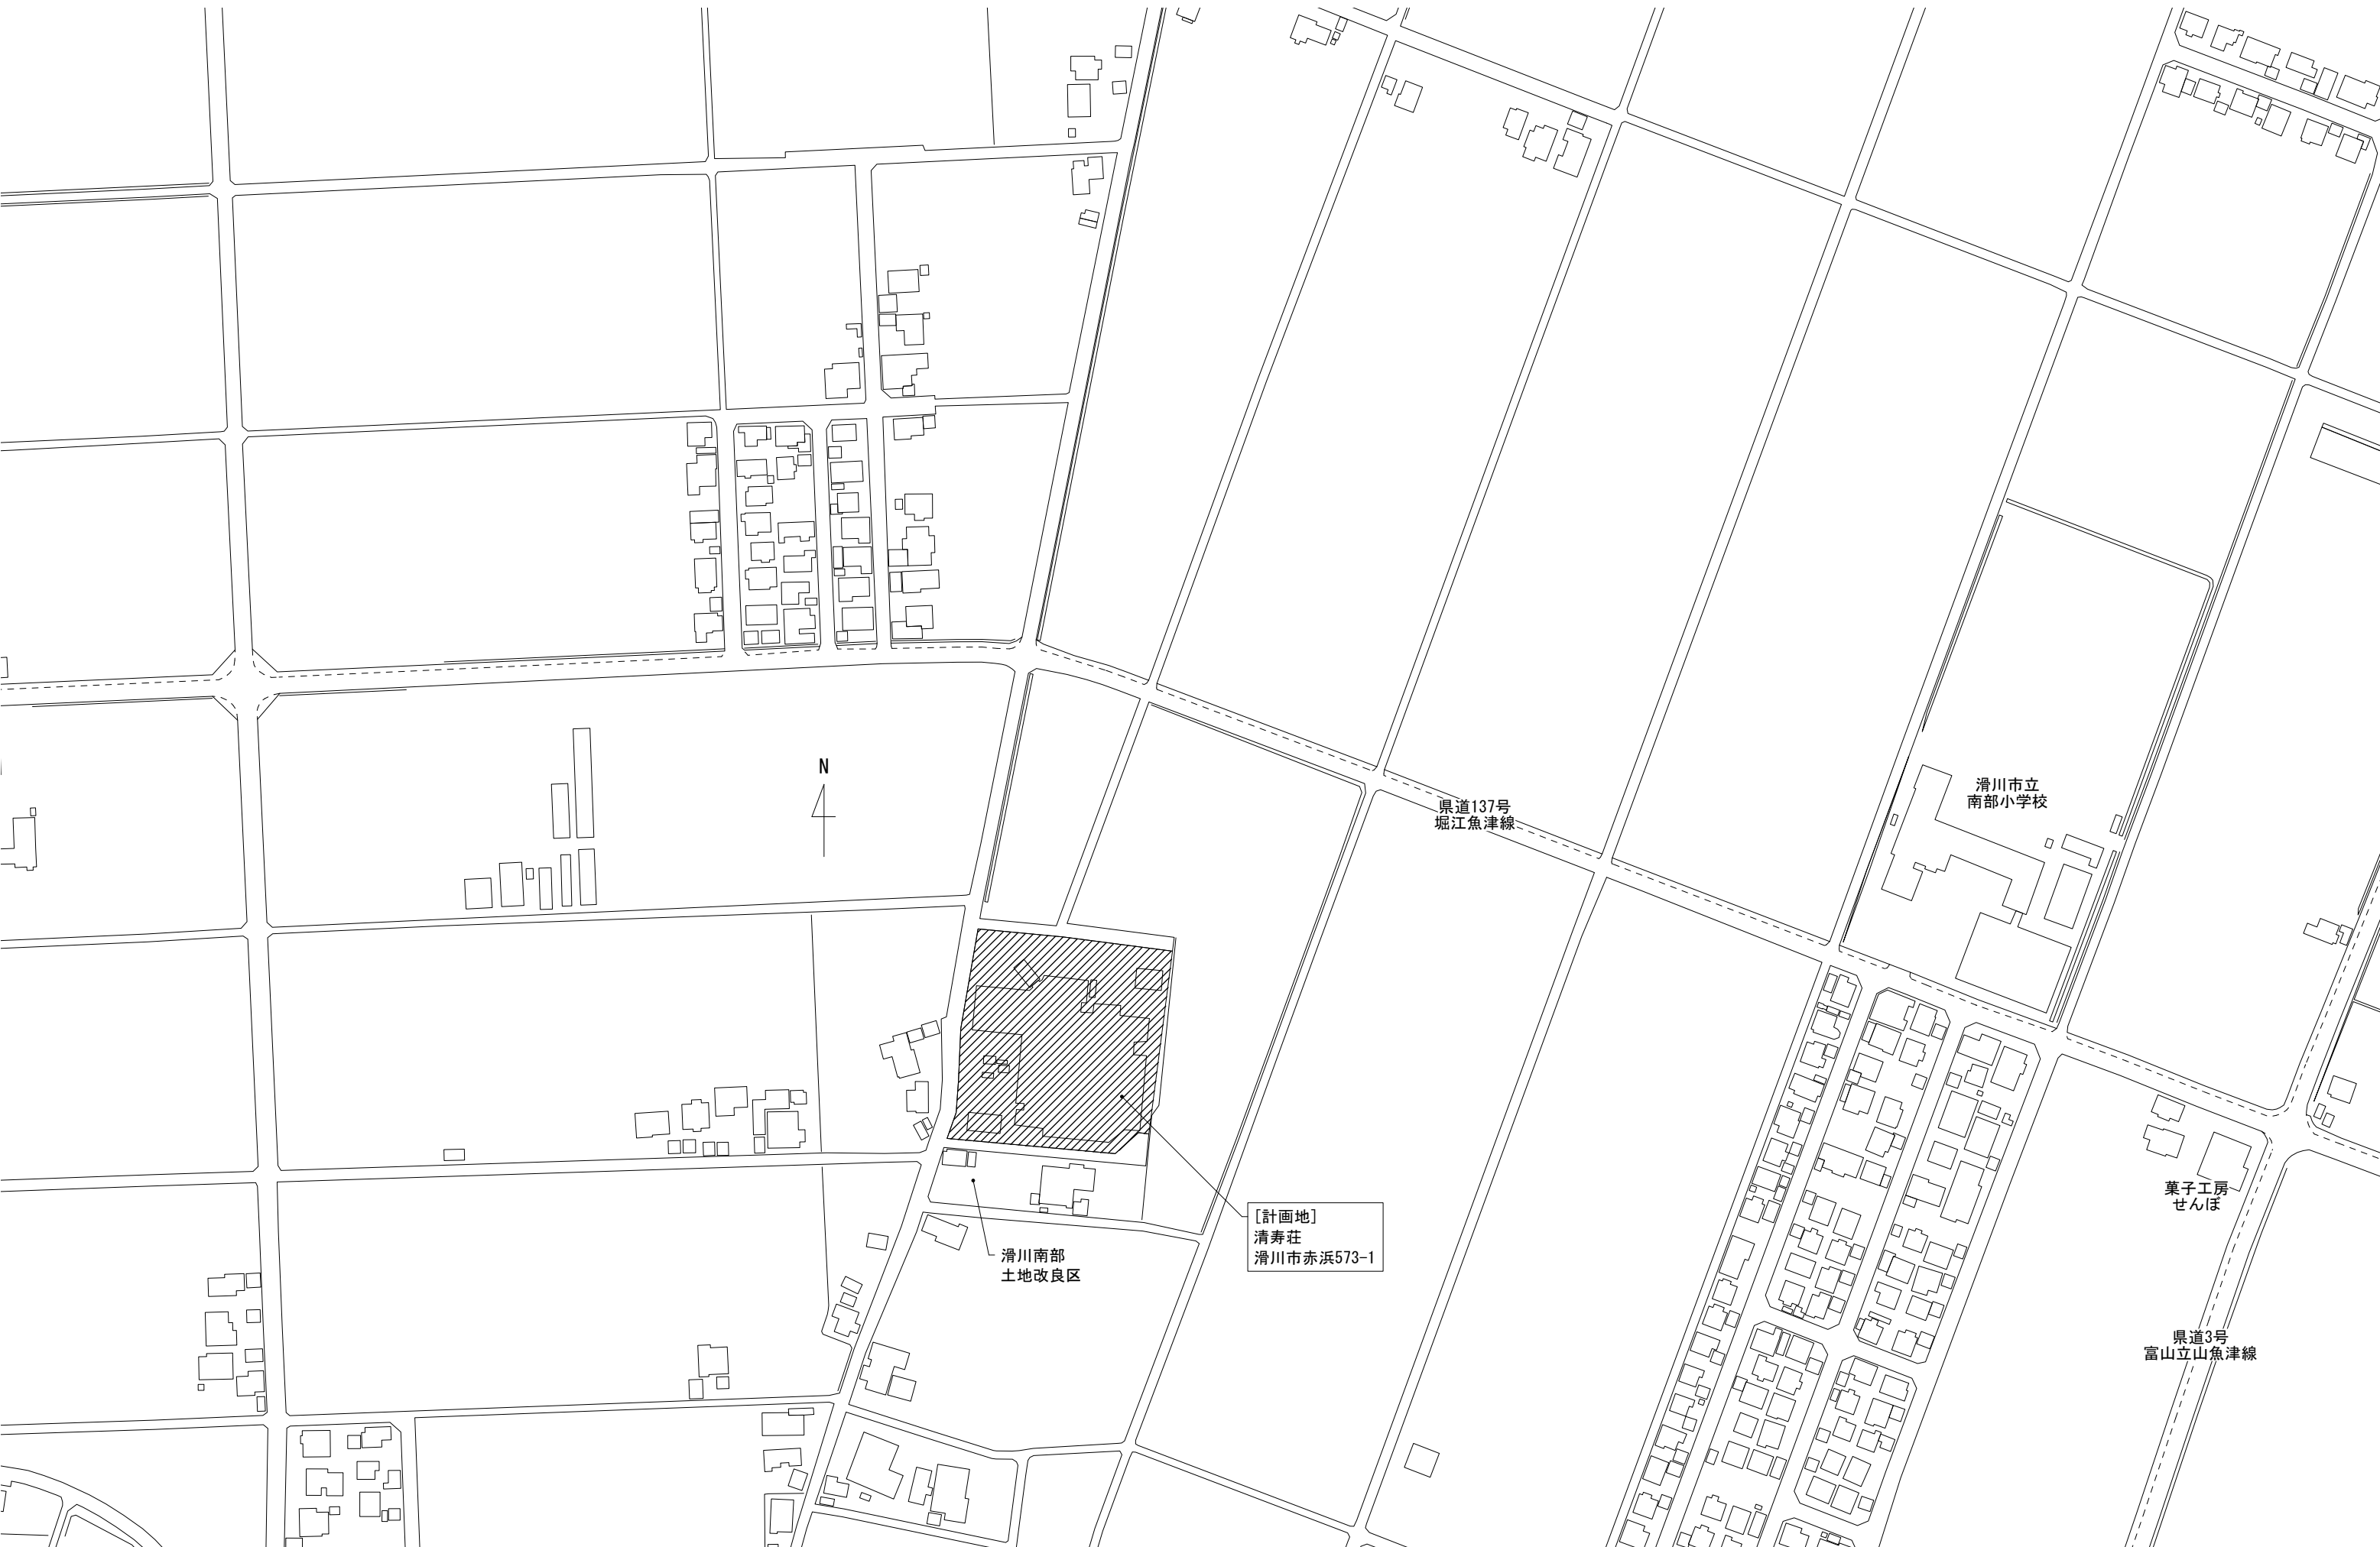 N
滑川市立
南部小学校
県道137号
堀江魚津線
菓子工房
せんぽ
[計画地]
清寿荘
滑川市赤浜573-1
滑川南部
土地改良区
県道3号
富山立山魚津線